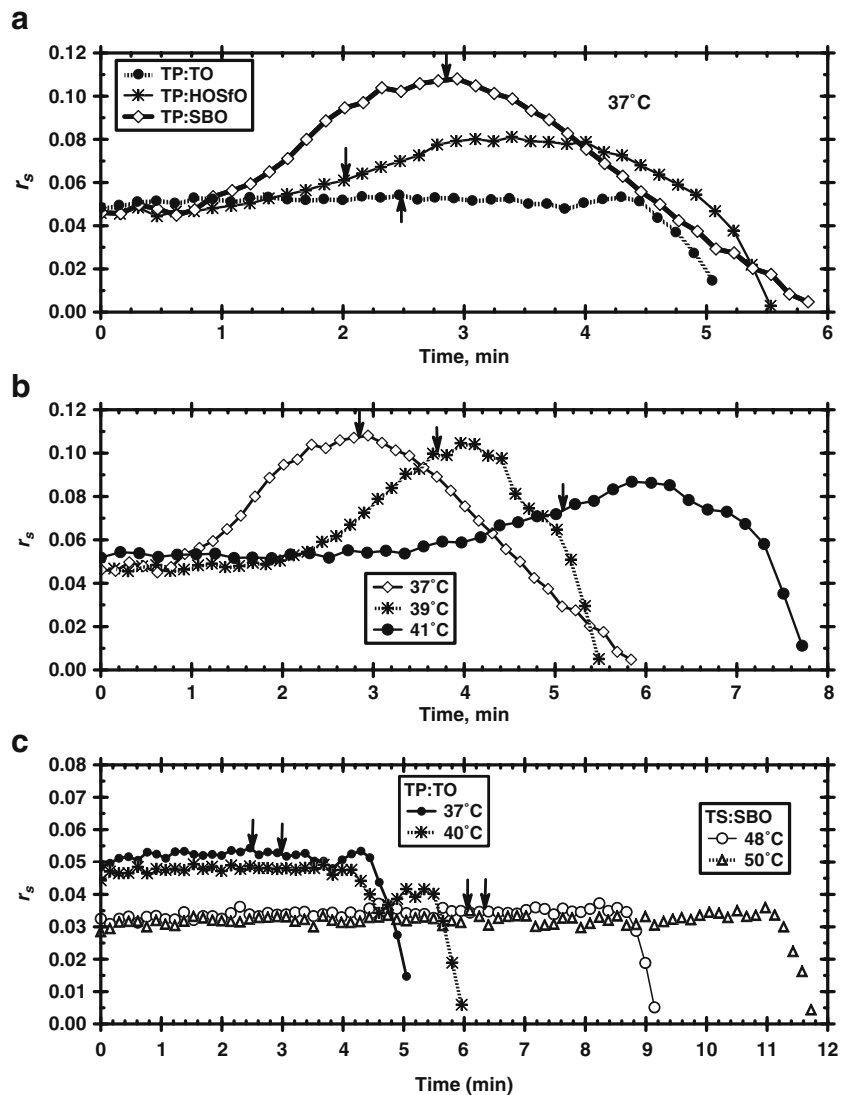 a
0.12
0.10
0.08
0.06
0.04
0.02
0.00
r_s
TP:TO
TP:HOSfO
TP:SBO
37°C
0 1 2 3 4 5 6
Time, min
b
0.12
0.10
0.08
0.06
0.04
0.02
0.00
r_s
37°C
39°C
41°C
0 1 2 3 4 5 6 7 8
Time, min
c
0.08
0.07
0.06
0.05
0.04
0.03
0.02
0.01
0.00
r_s
TP:TO
37°C
40°C
TS:SBO
48°C
50°C
0 1 2 3 4 5 6 7 8 9 10 11 12
Time (min)